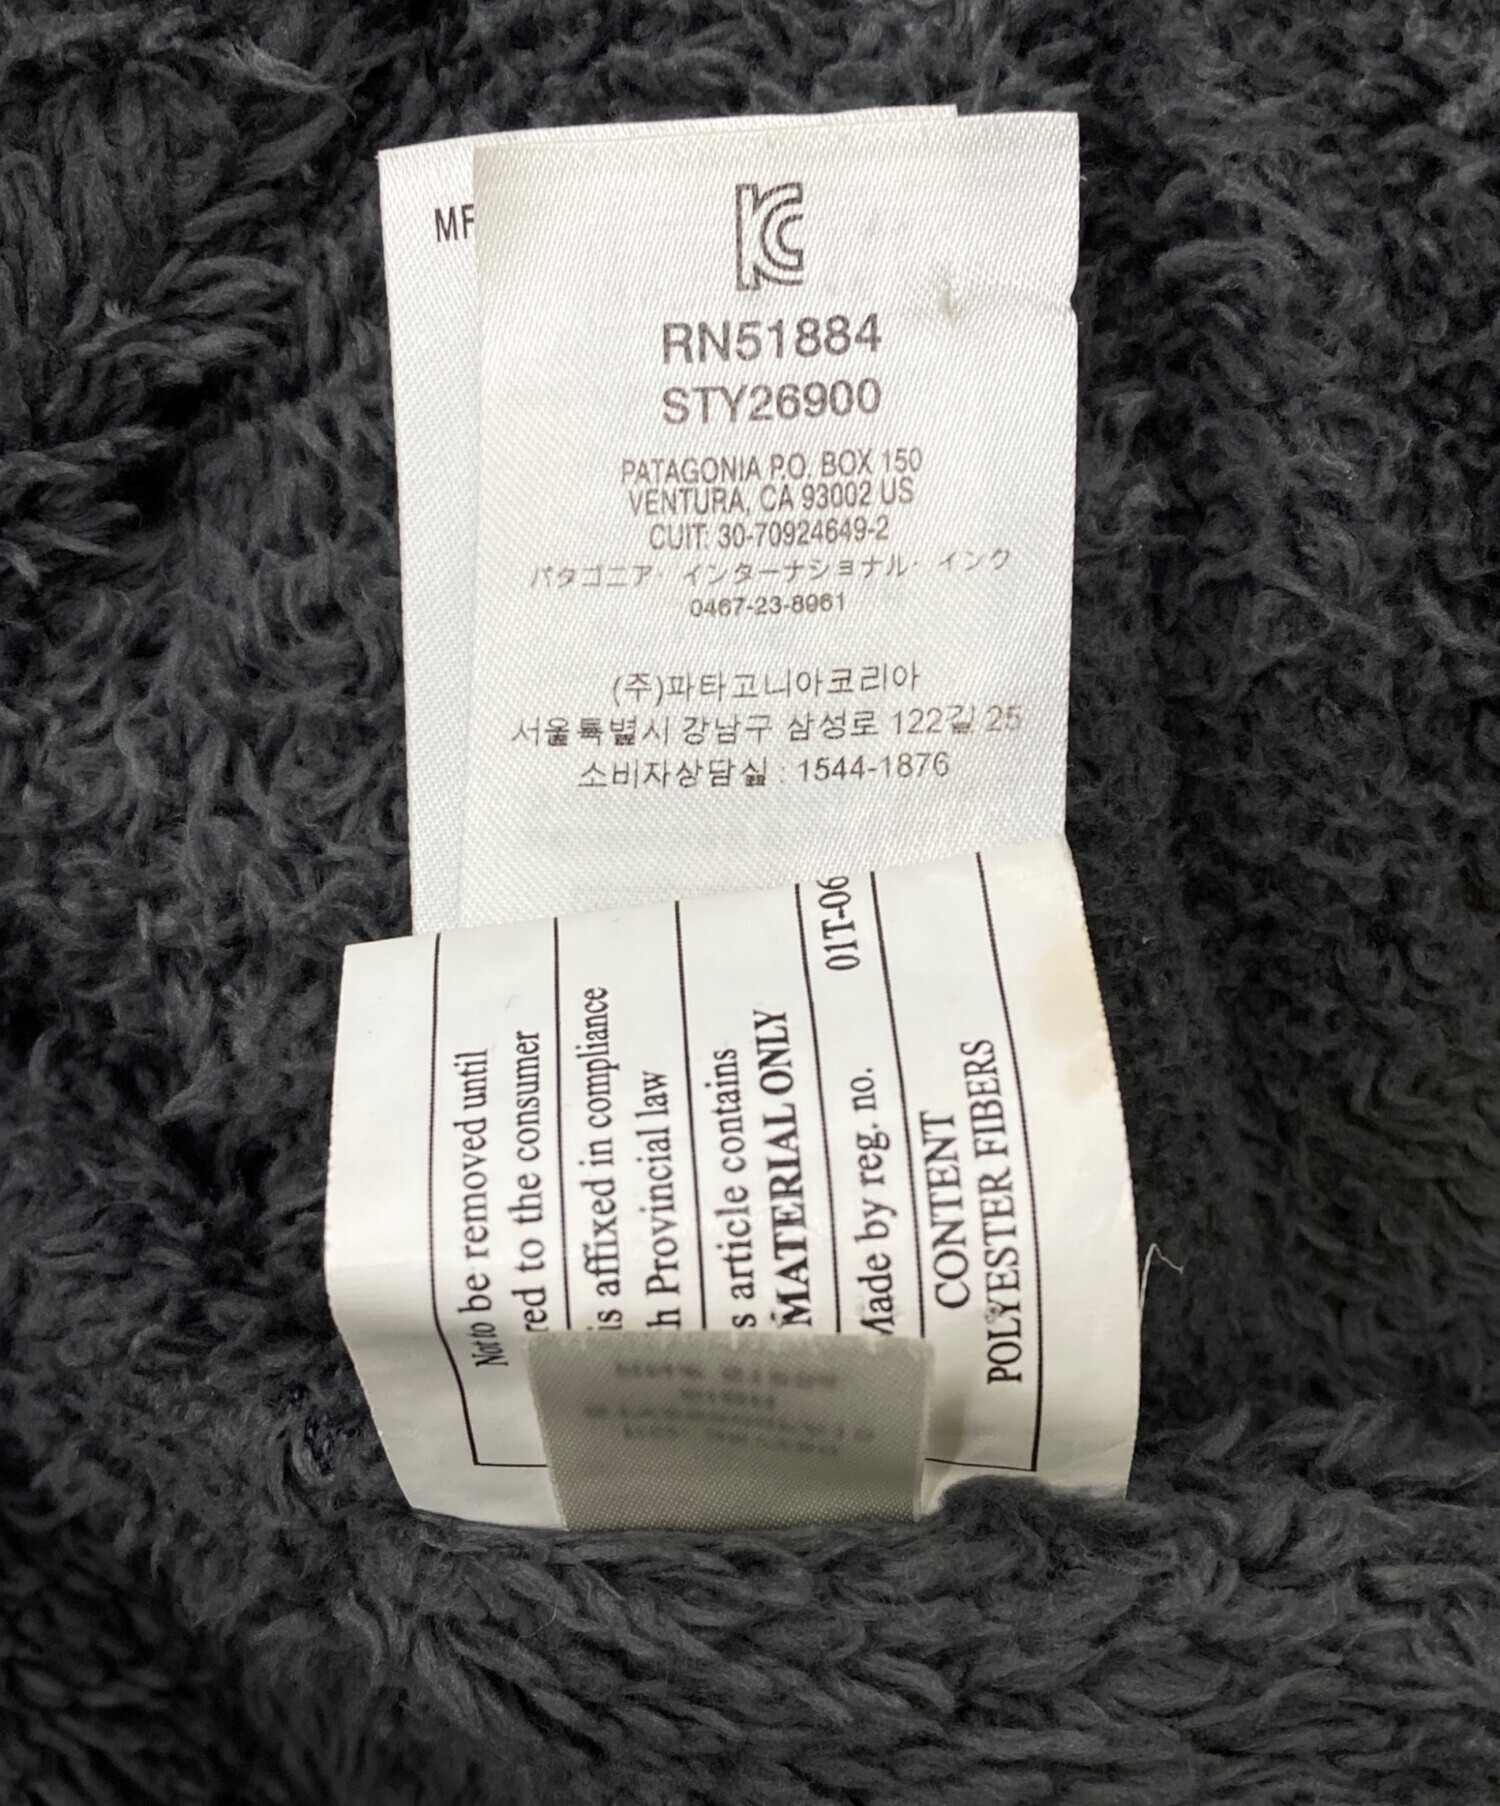 MF
KC
RN51884
STY26900
PATAGONIA P.O. BOX 150
VENTURA, CA 93002 US
CUIT: 30-70924649-2
パタゴニア・インターナショナル・インク
0467-23-8961
(주)파타고니아코리아
서울특별시 강남구 삼성로 122길 25
소비자상담실 : 1544-1876
Not to be removed until
red to the consumer
is affixed in compliance
h Provincial law
s article contains
MATERIAL ONLY
Made by reg. no.
01T-06
CONTENT
POLYESTER FIBERS